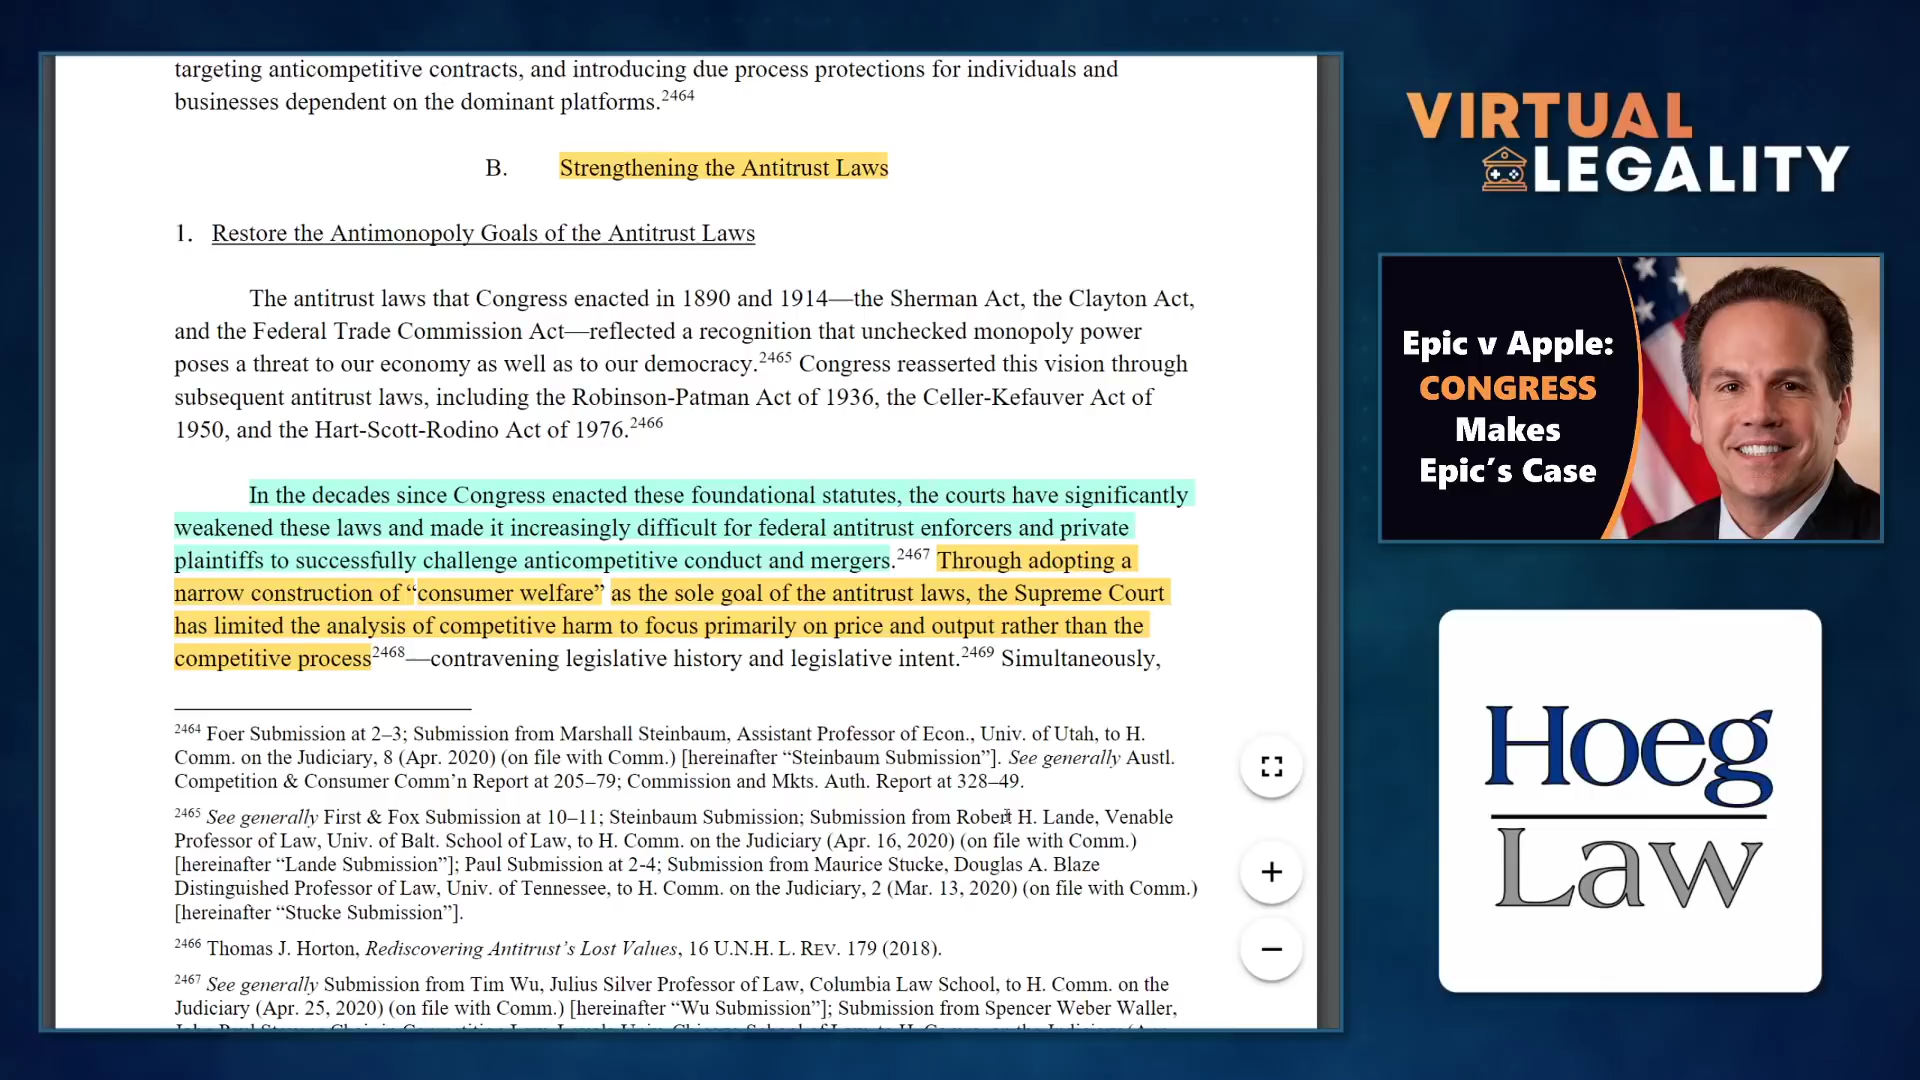 targeting anticompetitive contracts, and introducing due process protections for individuals and
businesses dependent on the dominant platforms.2464
B. Strengthening the Antitrust Laws
1. Restore the Antimonopoly Goals of the Antitrust Laws
The antitrust laws that Congress enacted in 1890 and 1914—the Sherman Act, the Clayton Act,
and the Federal Trade Commission Act—reflected a recognition that unchecked monopoly power
poses a threat to our economy as well as to our democracy.2465 Congress reasserted this vision through
subsequent antitrust laws, including the Robinson-Patman Act of 1936, the Celler-Kefauver Act of
1950, and the Hart-Scott-Rodino Act of 1976.2466
In the decades since Congress enacted these foundational statutes, the courts have significantly
weakened these laws and made it increasingly difficult for federal antitrust enforcers and private
plaintiffs to successfully challenge anticompetitive conduct and mergers.2467 Through adopting a
narrow construction of “consumer welfare” as the sole goal of the antitrust laws, the Supreme Court
has limited the analysis of competitive harm to focus primarily on price and output rather than the
competitive process2468—contravening legislative history and legislative intent.2469 Simultaneously,
2464 Foer Submission at 2–3; Submission from Marshall Steinbaum, Assistant Professor of Econ., Univ. of Utah, to H.
Comm. on the Judiciary, 8 (Apr. 2020) (on file with Comm.) [hereinafter “Steinbaum Submission”]. See generally Austl.
Competition & Consumer Comm’n Report at 205–79; Commission and Mkts. Auth. Report at 328–49.
2465 See generally First & Fox Submission at 10–11; Steinbaum Submission; Submission from Robert H. Lande, Venable
Professor of Law, Univ. of Balt. School of Law, to H. Comm. on the Judiciary (Apr. 16, 2020) (on file with Comm.)
[hereinafter “Lande Submission”]; Paul Submission at 2-4; Submission from Maurice Stucke, Douglas A. Blaze
Distinguished Professor of Law, Univ. of Tennessee, to H. Comm. on the Judiciary, 2 (Mar. 13, 2020) (on file with Comm.)
[hereinafter “Stucke Submission”].
2466 Thomas J. Horton, Rediscovering Antitrust’s Lost Values, 16 U.N.H. L. REV. 179 (2018).
2467 See generally Submission from Tim Wu, Julius Silver Professor of Law, Columbia Law School, to H. Comm. on the
Judiciary (Apr. 25, 2020) (on file with Comm.) [hereinafter “Wu Submission”]; Submission from Spencer Weber Waller,
VIRTUAL
LEGALITY
Epic v Apple:
CONGRESS
Makes
Epic´s Case
Hoeg
Law